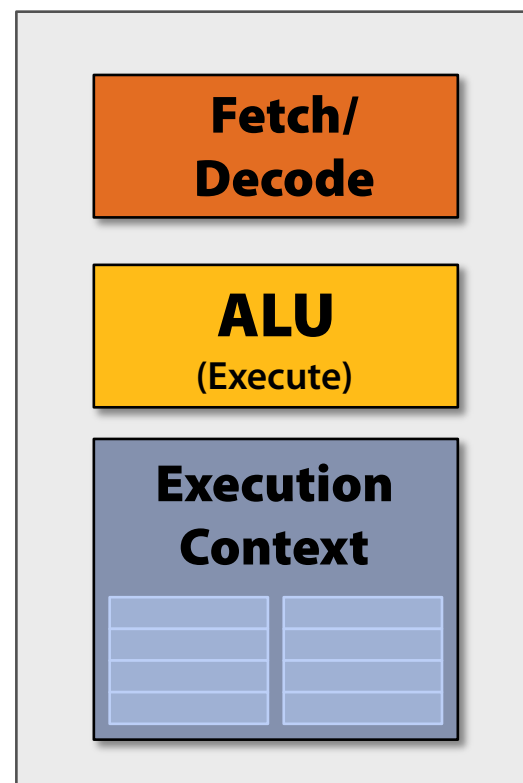 Fetch/
Decode
ALU
(Execute)
Execution
Context